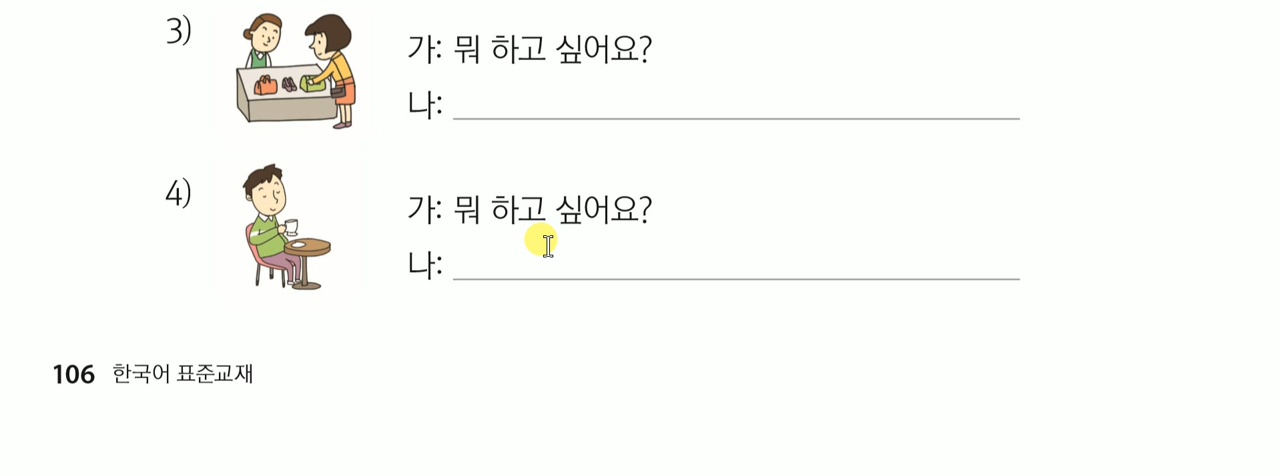 3)
가: 뭐 하고 싶어요?
나:
4)
가: 뭐 하고 싶어요?
나:
106 한국어 표준교재